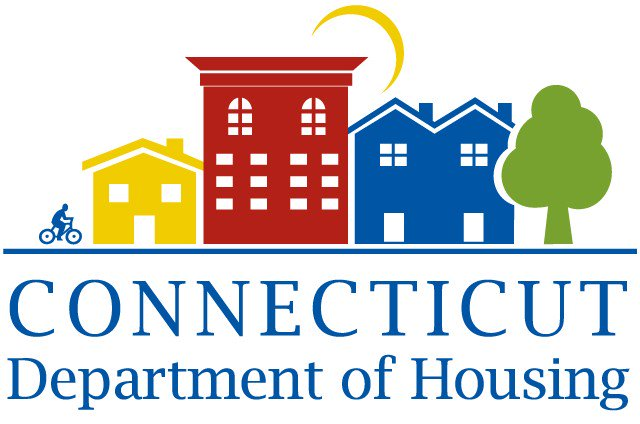 CONNECTICUT
Department of Housing